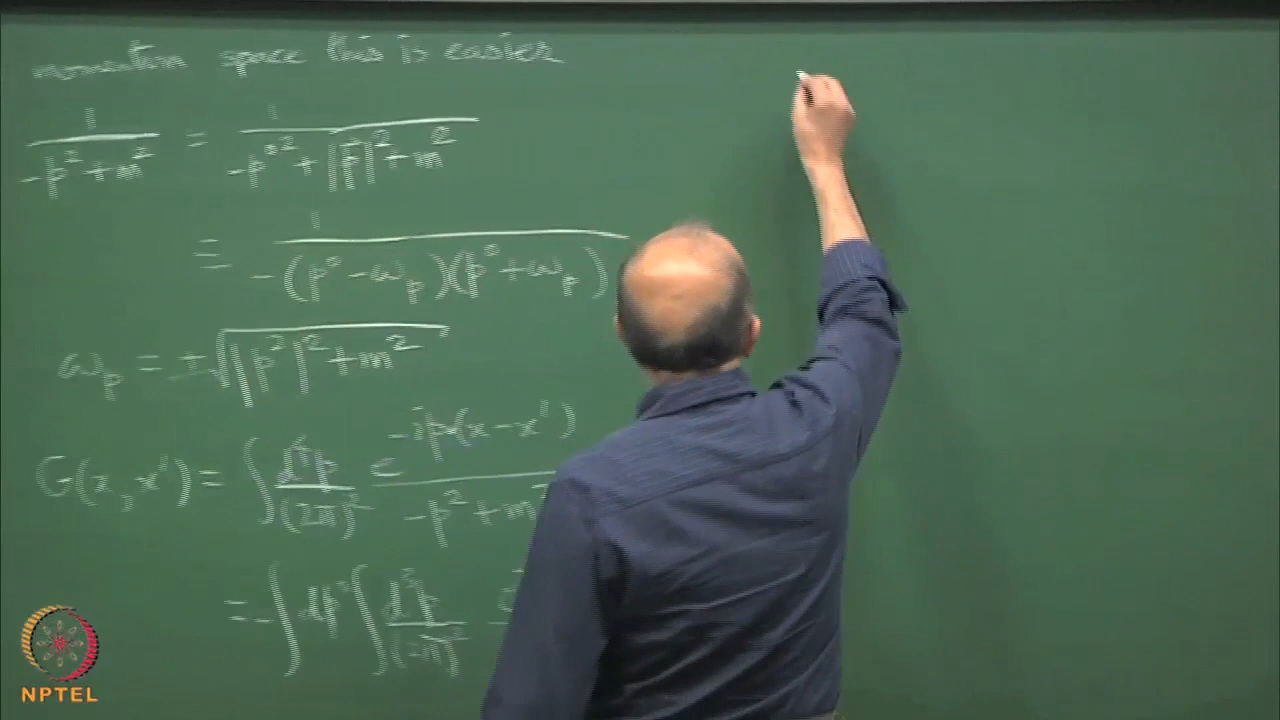 momentum space this is easier
1/(-p² + m²) = 1/(-p⁰² + |p⃗|² + m²)
= 1/(-(p⁰ - ω_p)(p⁰ + ω_p))
ω_p = ±√(|p⃗|² + m²)
G(x, x') = ∫ d⁴p/(2π)⁴ e^{-ip(x-x')}/(-p² + m
= -∫ dp⁰ ∫ d³p/(2π)⁴
NPTEL